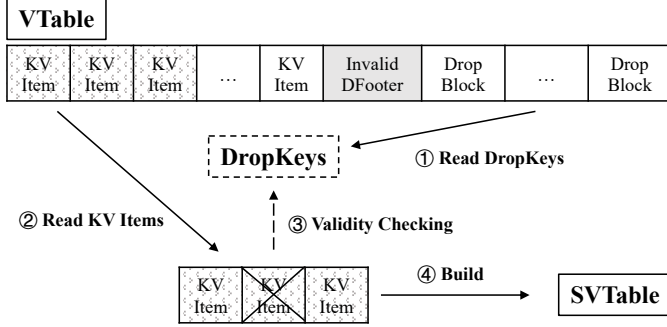 VTable
KV Item
KV Item
KV Item
...
KV Item
Invalid DFooter
Drop Block
...
Drop Block
DropKeys
① Read DropKeys
② Read KV Items
③ Validity Checking
KV Item
KV Item
KV Item
④ Build
SVTable